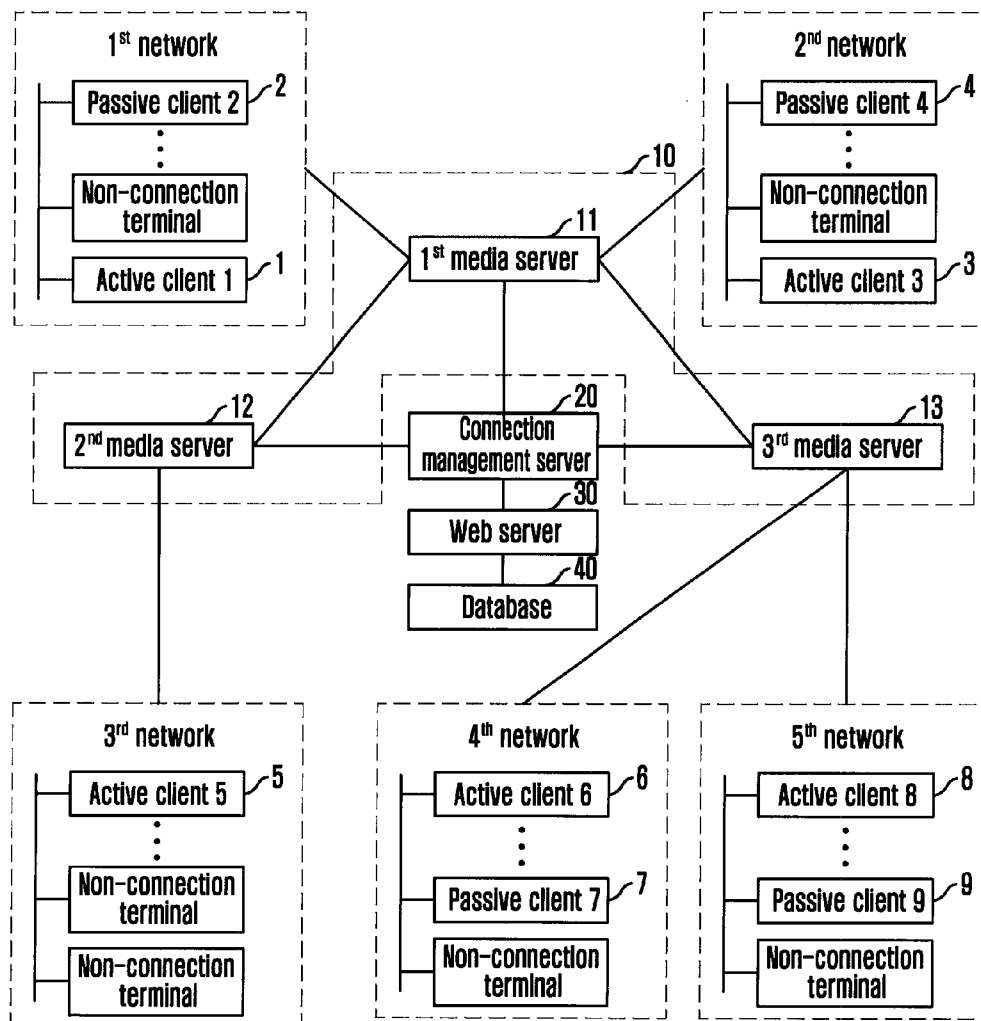 1st network
Passive client 2
2
Non-connection
terminal
Active client 1
1
2nd network
Passive client 4
4
Non-connection
terminal
Active client 3
3
10
11
1st media server
12
2nd media server
20
Connection
management server
13
3rd media server
30
Web server
40
Database
3rd network
Active client 5
5
Non-connection
terminal
Non-connection
terminal
4th network
Active client 6
6
Passive client 7
7
Non-connection
terminal
5th network
Active client 8
8
Passive client 9
9
Non-connection
terminal